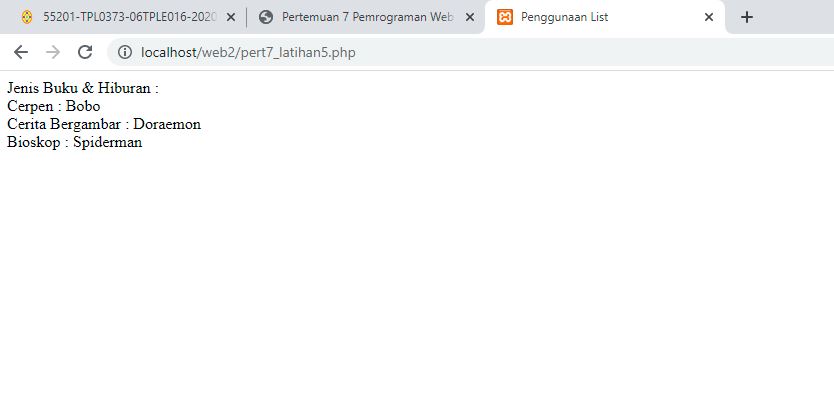 55201-TPL0373-06TPLE016-2020
Pertemuan 7 Pemrograman Web
Penggunaan List
localhost/web2/pert7_latihan5.php
Jenis Buku & Hiburan :
Cerpen : Bobo
Cerita Bergambar : Doraemon
Bioskop : Spiderman